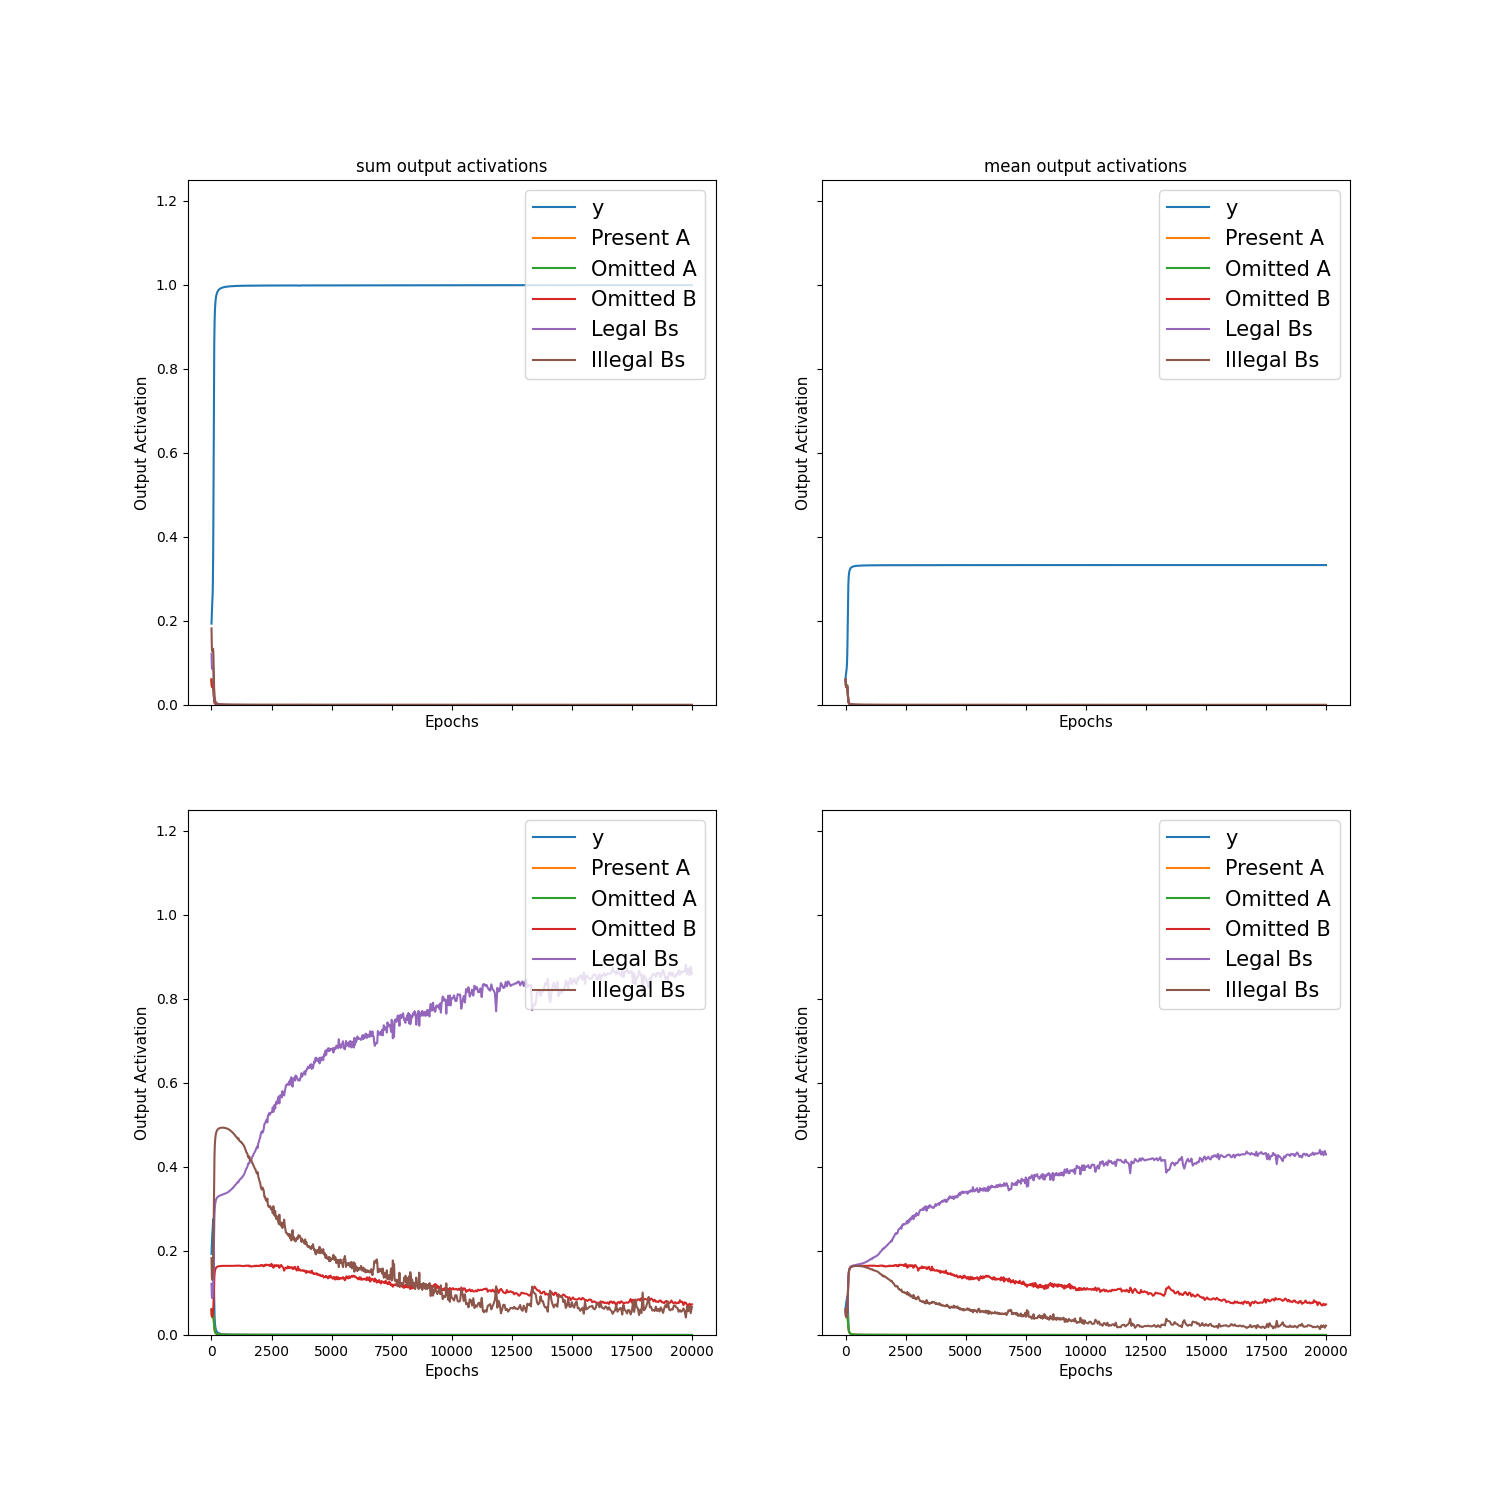 sum output activations
mean output activations
1.2
1.0
0.8
0.6
0.4
0.2
0.0
Output Activation
y
Present A
Omitted A
Omitted B
Legal Bs
Illegal Bs
Epochs
Output Activation
y
Present A
Omitted A
Omitted B
Legal Bs
Illegal Bs
Epochs
1.2
1.0
0.8
0.6
0.4
0.2
0.0
Output Activation
y
Present A
Omitted A
Omitted B
Legal Bs
Illegal Bs
0 2500 5000 7500 10000 12500 15000 17500 20000
Epochs
Output Activation
y
Present A
Omitted A
Omitted B
Legal Bs
Illegal Bs
0 2500 5000 7500 10000 12500 15000 17500 20000
Epochs